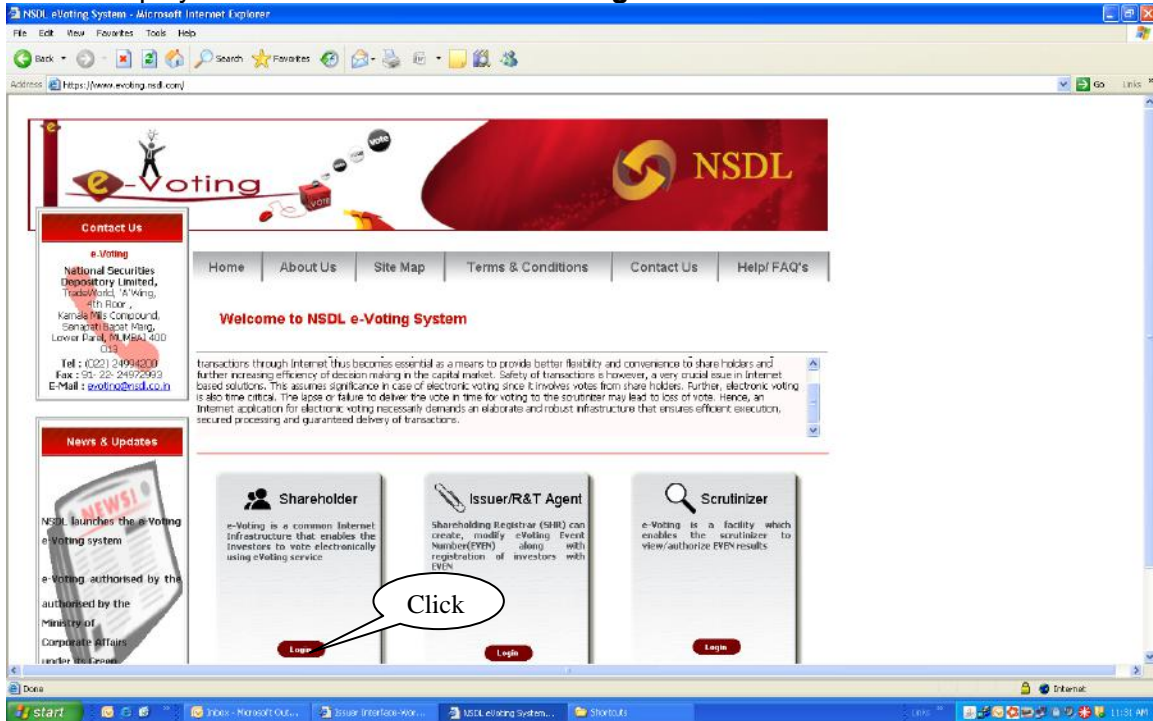 NSDL eVoting System - Microsoft Internet Explorer
File Edit View Favorites Tools Help
Back Search Favorites
Address https://www.evoting.nsdl.com/ Go Links
e-Voting
vote
VOTE
NSDL
Contact Us
e-Voting
National Securities
Depository Limited,
TradeWorld, 'A'Wing,
4th Floor ,
Kamala Mills Compound,
Senapati Bapat Marg,
Lower Parel, MUMBAI 400
013
Tel : (022) 24994200
Fax : 91- 22- 24972993
E-Mail : evoting@nsdl.co.in
Home About Us Site Map Terms & Conditions Contact Us Help/ FAQ's
Welcome to NSDL e-Voting System
transactions through Internet thus becomes essential as a means to provide better flexibility and convenience to share holders and
further increasing efficiency of decision making in the capital market. Safety of transactions is however, a very crucial issue in Internet
based solutions. This assumes significance in case of electronic voting since it involves votes from share holders. Further, electronic voting
is also time critical. The lapse or failure to deliver the vote in time for voting to the scrutinizer may lead to loss of vote. Hence, an
Internet application for electronic voting necessarily demands an elaborate and robust infrastructure that ensures efficient execution,
secured processing and guaranteed delivery of transactions.
News & Updates
NEWS!
NSDL launches the e-Voting
e-Voting system
e-Voting authorised by the
authorised by the
Ministry of
Corporate Affairs
under its Green
Shareholder
e-Voting is a common Internet
Infrastructure that enables the
Investors to vote electronically
using eVoting service
Login
Issuer/R&T Agent
Shareholding Registrar (SHR) can
create, modify eVoting Event
Number(EVEN) along with
registration of investors with
EVEN
Login
Scrutinizer
e-Voting is a facility which
enables the scrutinizer to
view/authorize EVEN results
Login
Click
Done Internet
start Inbox - Microsoft Out... Issuer Interface-Wor... NSDL eVoting System... Shortcuts Links 11:31 AM